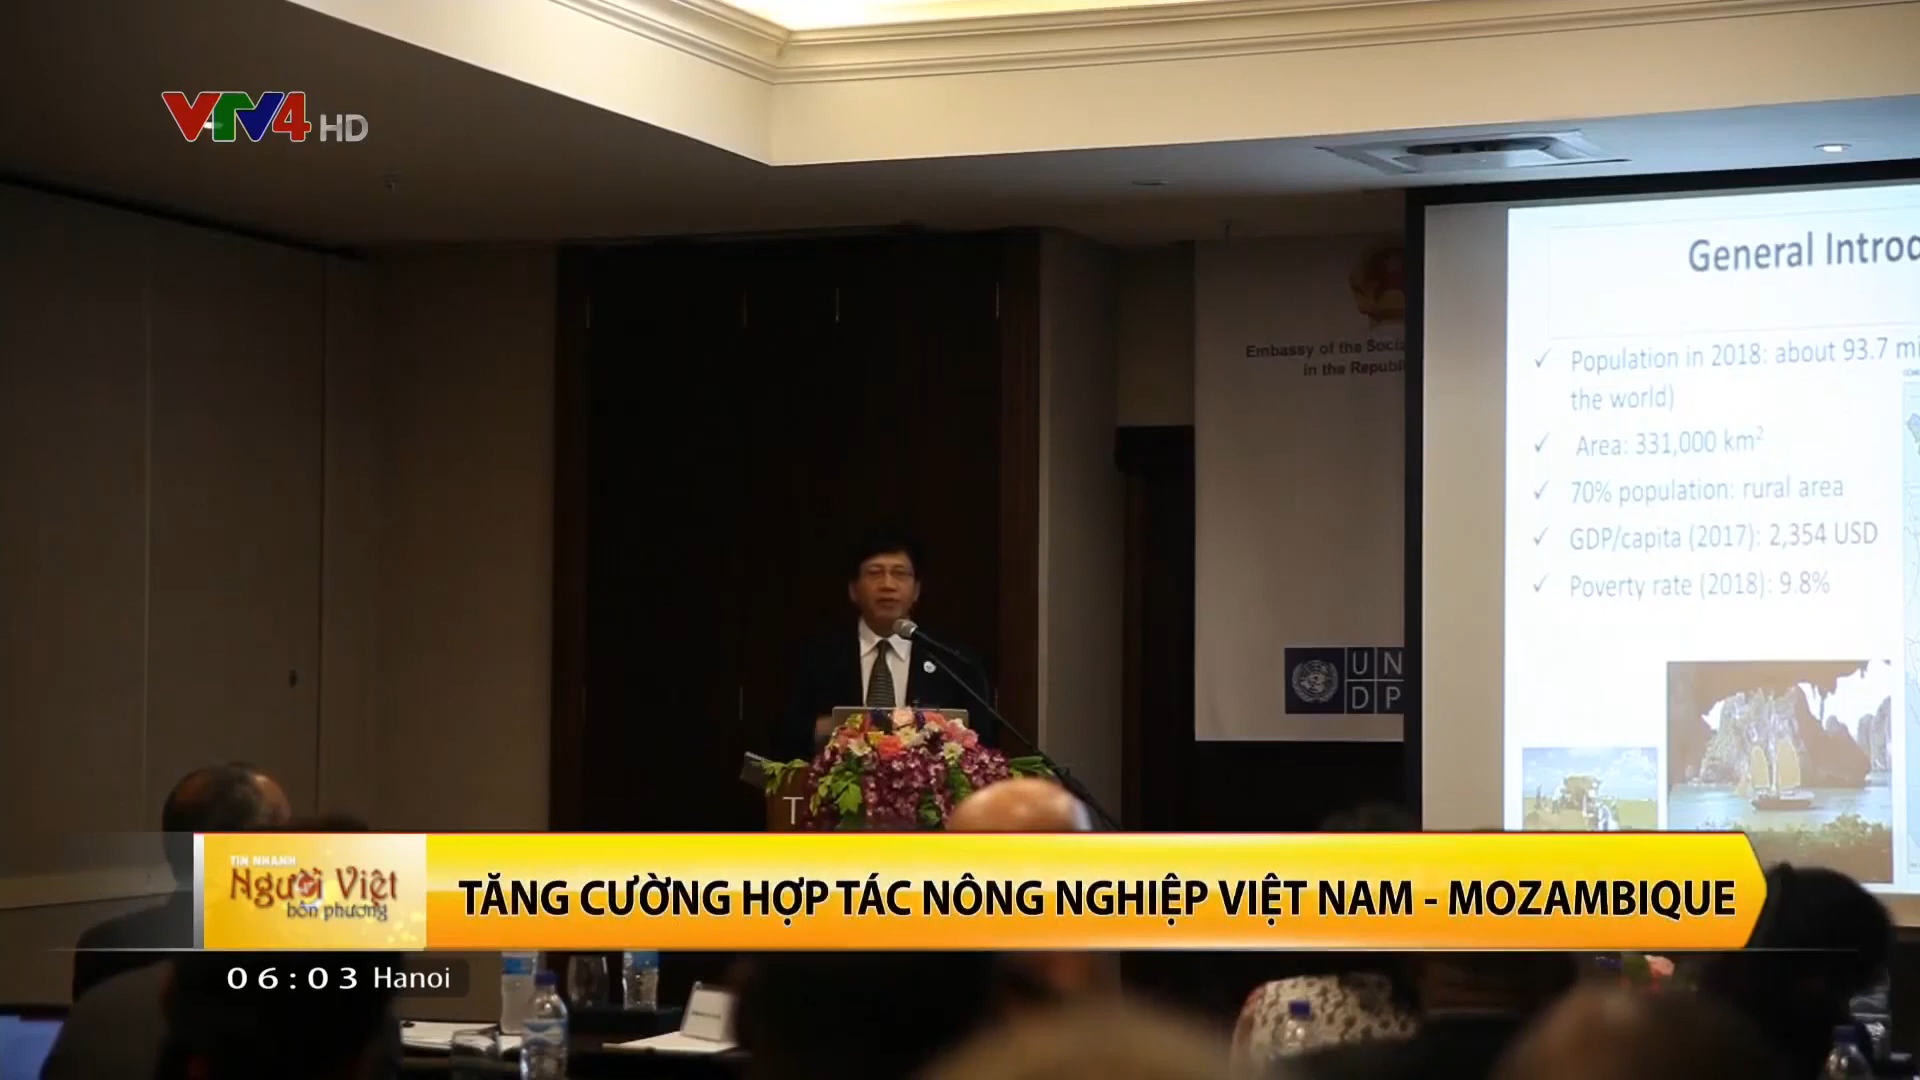 VTV4 HD
General Introd
Embassy of the Socia
in the Republi
✓ Population in 2018: about 93.7 mi
the world)
✓ Area: 331,000 km²
✓ 70% population: rural area
✓ GDP/capita (2017): 2,354 USD
✓ Poverty rate (2018): 9.8%
UN
DP
T
TIN NHANH
Người Việt
bốn phương
TĂNG CƯỜNG HỢP TÁC NÔNG NGHIỆP VIỆT NAM - MOZAMBIQUE
06:03 Hanoi